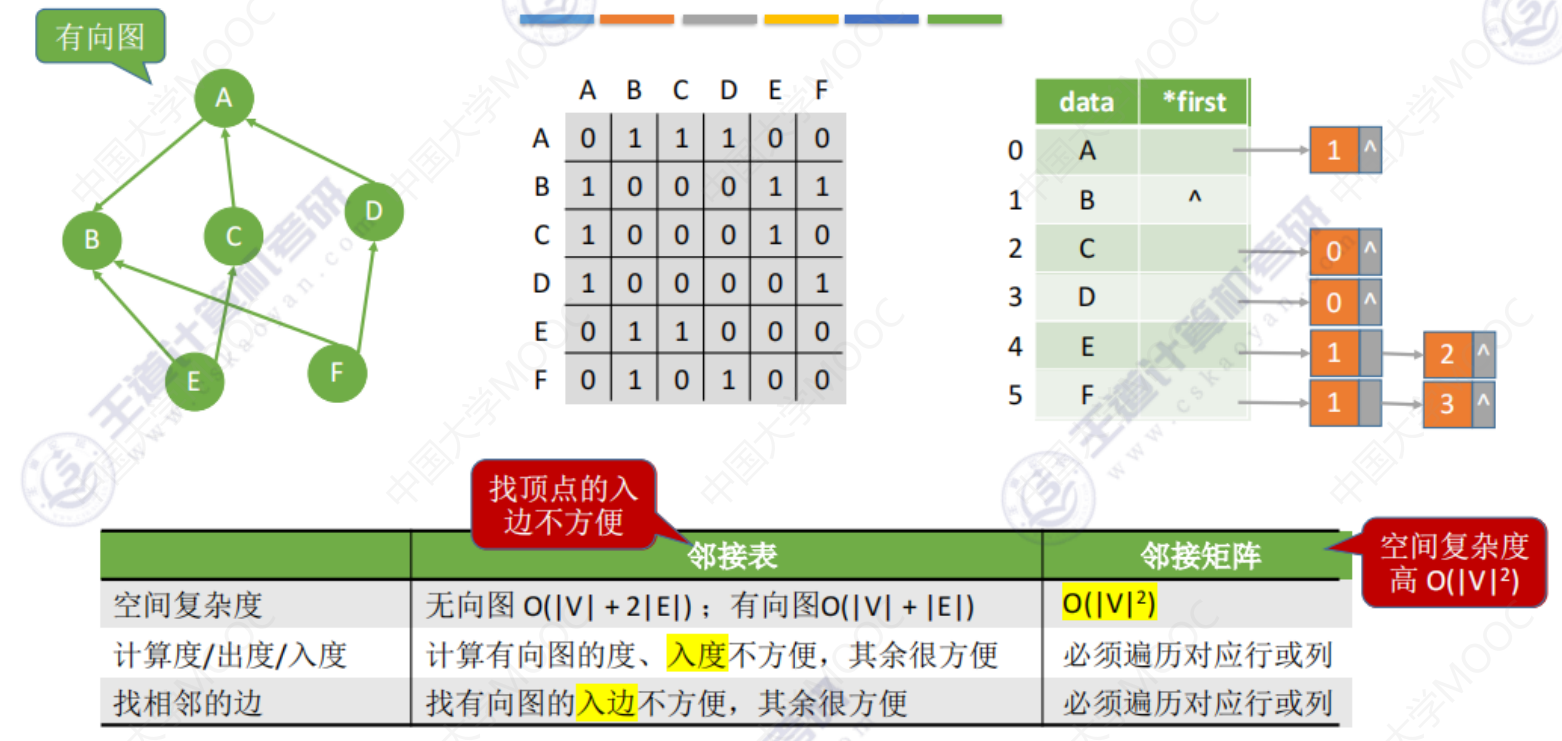 有向图
A
B
C
D
E
F
A B C D E F
A 0 1 1 1 0 0
B 1 0 0 0 1 1
C 1 0 0 0 1 0
D 1 0 0 0 0 1
E 0 1 1 0 0 0
F 0 1 0 1 0 0
data *first
0 A 1 ^
1 B ^
2 C 0 ^
3 D 0 ^
4 E 1 2 ^
5 F 1 3 ^
找顶点的入
边不方便
空间复杂度
高 O(|V|²)
邻接表 邻接矩阵
空间复杂度 无向图 O(|V| + 2|E|)；有向图O(|V| + |E|) O(|V|²)
计算度/出度/入度 计算有向图的度、入度不方便，其余很方便 必须遍历对应行或列
找相邻的边 找有向图的入边不方便，其余很方便 必须遍历对应行或列
中国大学MOOC
王道计算机考研
www.cskaoyan.com